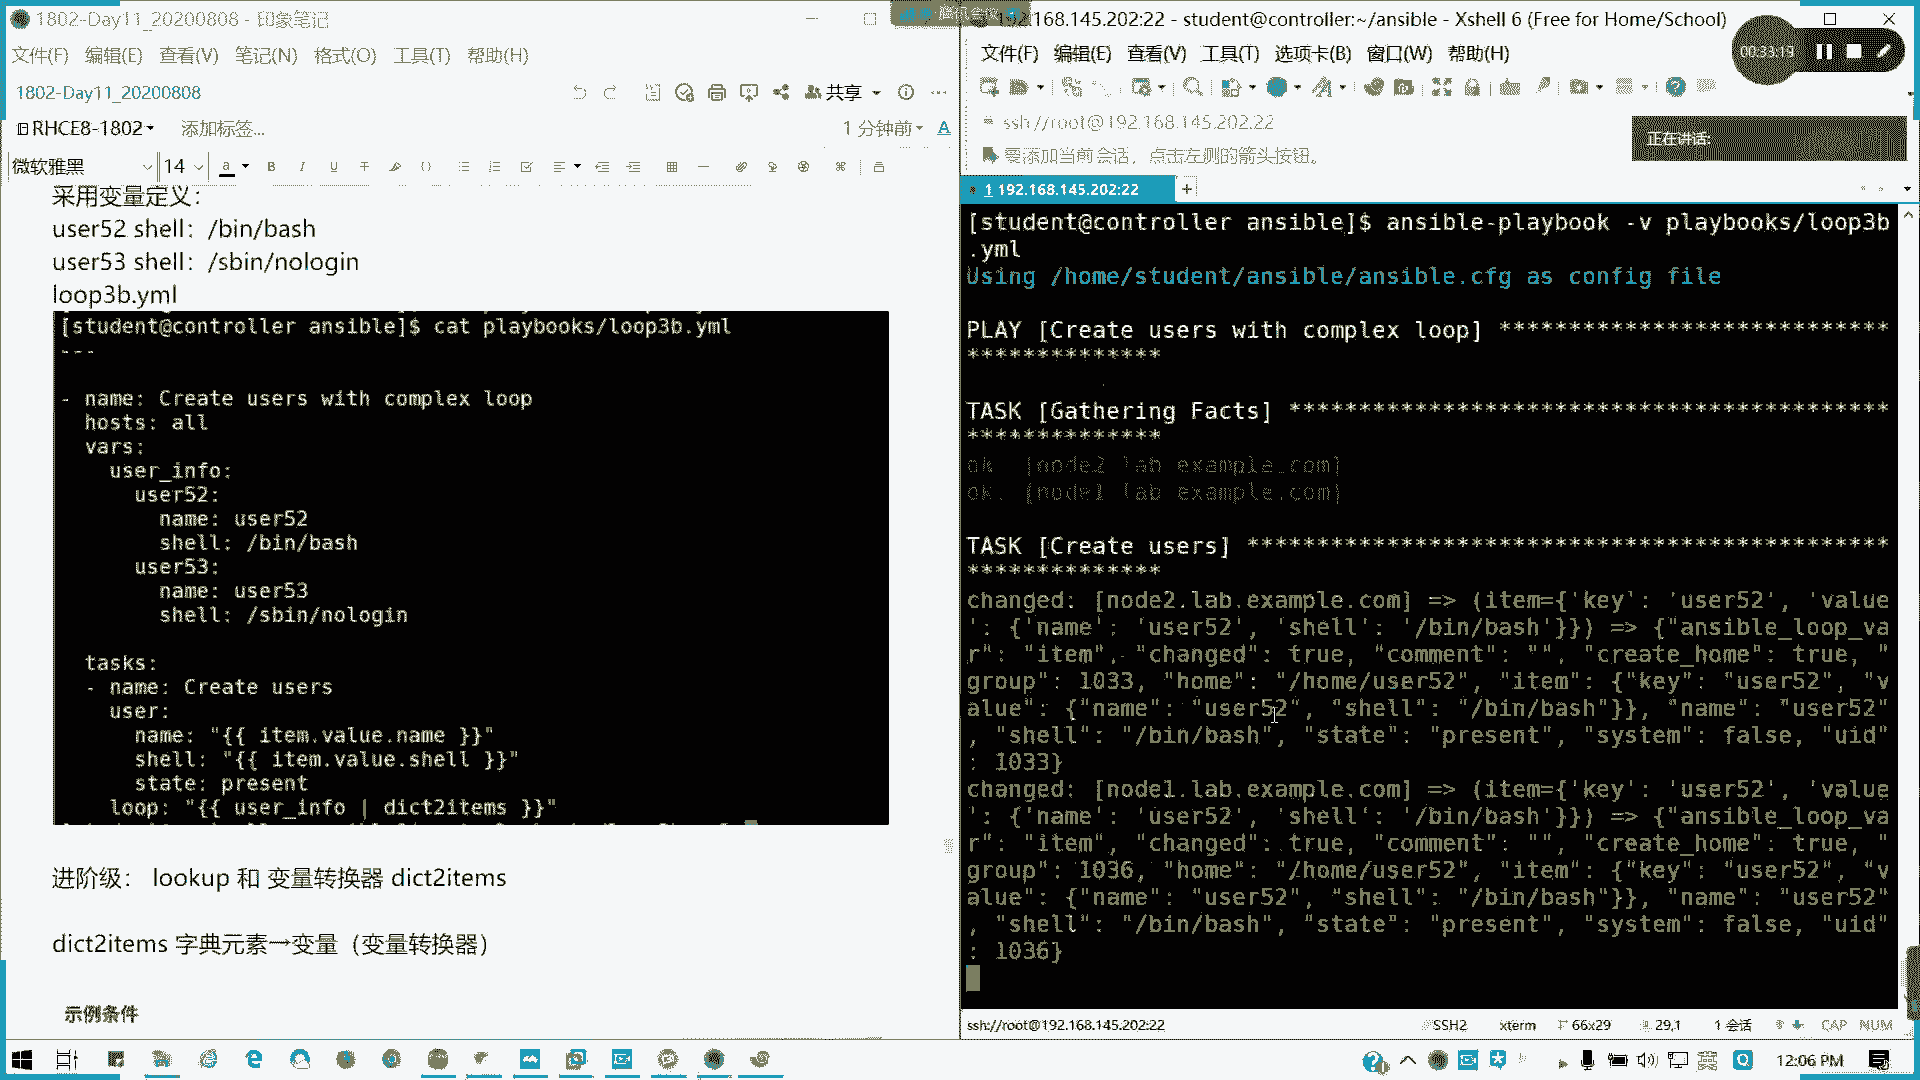 1802-Day11_20200808 - 印象笔记
文件(F) 编辑(E) 查看(V) 笔记(N) 格式(O) 工具(T) 帮助(H)
1802-Day11_20200808
共享
RHCE8-1802
添加标签...
1 分钟前
微软雅黑
14
采用变量定义：
user52 shell： /bin/bash
user53 shell： /sbin/nologin
loop3b.yml
[student@controller ansible]$ cat playbooks/loop3b.yml
---
- name: Create users with complex loop
hosts: all
vars:
user_info:
user52:
name: user52
shell: /bin/bash
user53:
name: user53
shell: /sbin/nologin
tasks:
- name: Create users
user:
name: "{{ item.value.name }}"
shell: "{{ item.value.shell }}"
state: present
loop: "{{ user_info | dict2items }}"
进阶级： lookup 和 变量转换器 dict2items
dict2items 字典元素→变量（变量转换器）
示例条件
腾讯会议
192.168.145.202:22 - student@controller:~/ansible - Xshell 6 (Free for Home/School)
文件(F) 编辑(E) 查看(V) 工具(T) 选项卡(B) 窗口(W) 帮助(H)
00:33:19
ssh://root@192.168.145.202:22
要添加当前会话，点击左侧的箭头按钮。
正在讲话:
1 192.168.145.202:22
[student@controller ansible]$ ansible-playbook -v playbooks/loop3b
.yml
Using /home/student/ansible/ansible.cfg as config file
PLAY [Create users with complex loop] ****************************
**************
TASK [Gathering Facts] *******************************************
**************
ok: [node2.lab.example.com]
ok: [node1.lab.example.com]
TASK [Create users] **********************************************
**************
changed: [node2.lab.example.com] => (item={'key': 'user52', 'value
': {'name': 'user52', 'shell': '/bin/bash'}}) => {"ansible_loop_va
r": "item", "changed": true, "comment": "", "create_home": true, "
group": 1033, "home": "/home/user52", "item": {"key": "user52", "v
alue": {"name": "user52", "shell": "/bin/bash"}}, "name": "user52"
, "shell": "/bin/bash", "state": "present", "system": false, "uid"
: 1033}
changed: [node1.lab.example.com] => (item={'key': 'user52', 'value
': {'name': 'user52', 'shell': '/bin/bash'}}) => {"ansible_loop_va
r": "item", "changed": true, "comment": "", "create_home": true, "
group": 1036, "home": "/home/user52", "item": {"key": "user52", "v
alue": {"name": "user52", "shell": "/bin/bash"}}, "name": "user52"
, "shell": "/bin/bash", "state": "present", "system": false, "uid"
: 1036}
ssh://root@192.168.145.202:22
SSH2
xterm
66x29
29,1
1 会话
CAP NUM
英
12:06 PM